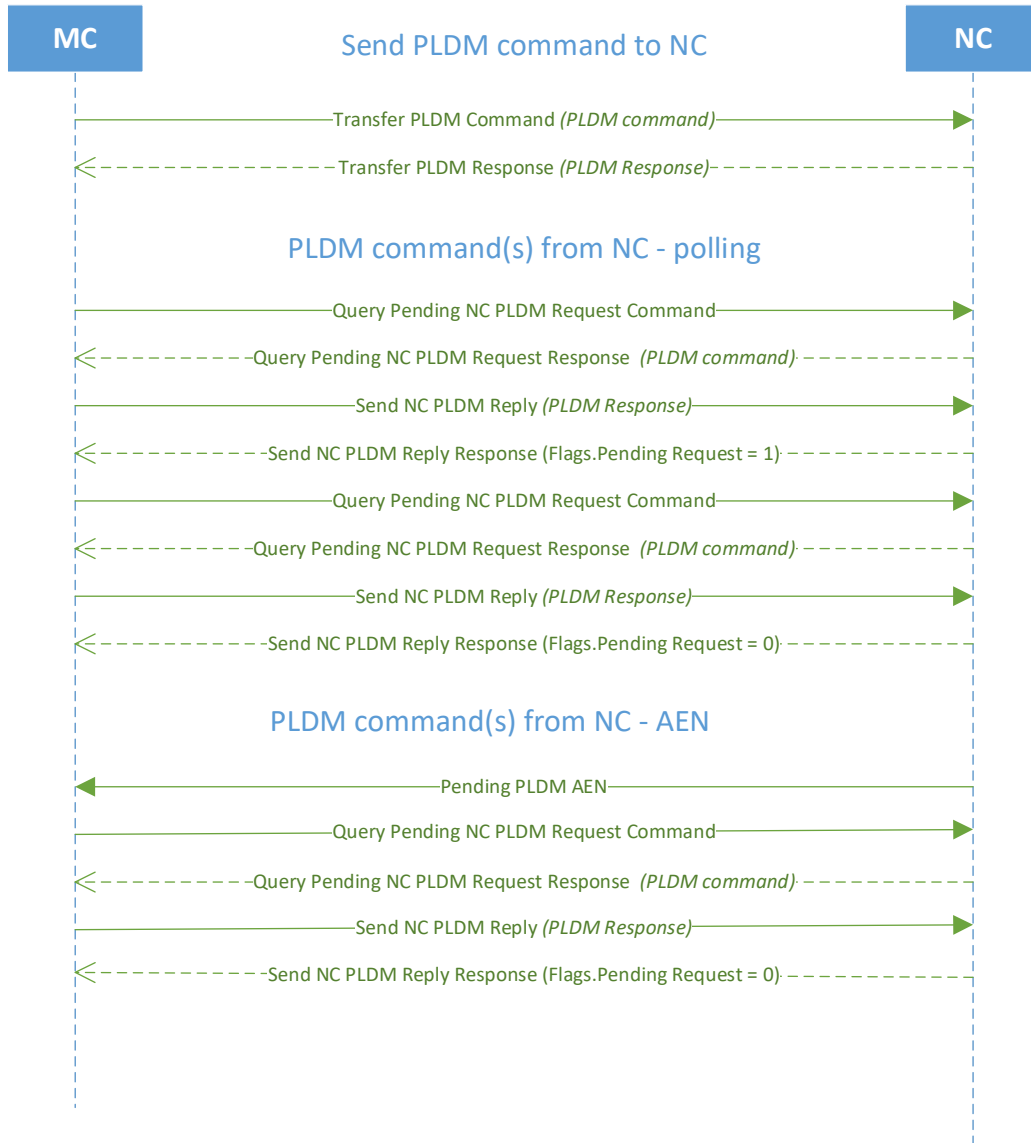 MC
Send PLDM command to NC
NC
Transfer PLDM Command (PLDM command)
Transfer PLDM Response (PLDM Response)
PLDM command(s) from NC - polling
Query Pending NC PLDM Request Command
Query Pending NC PLDM Request Response (PLDM command)
Send NC PLDM Reply (PLDM Response)
Send NC PLDM Reply Response (Flags.Pending Request = 1)
Query Pending NC PLDM Request Command
Query Pending NC PLDM Request Response (PLDM command)
Send NC PLDM Reply (PLDM Response)
Send NC PLDM Reply Response (Flags.Pending Request = 0)
PLDM command(s) from NC - AEN
Pending PLDM AEN
Query Pending NC PLDM Request Command
Query Pending NC PLDM Request Response (PLDM command)
Send NC PLDM Reply (PLDM Response)
Send NC PLDM Reply Response (Flags.Pending Request = 0)